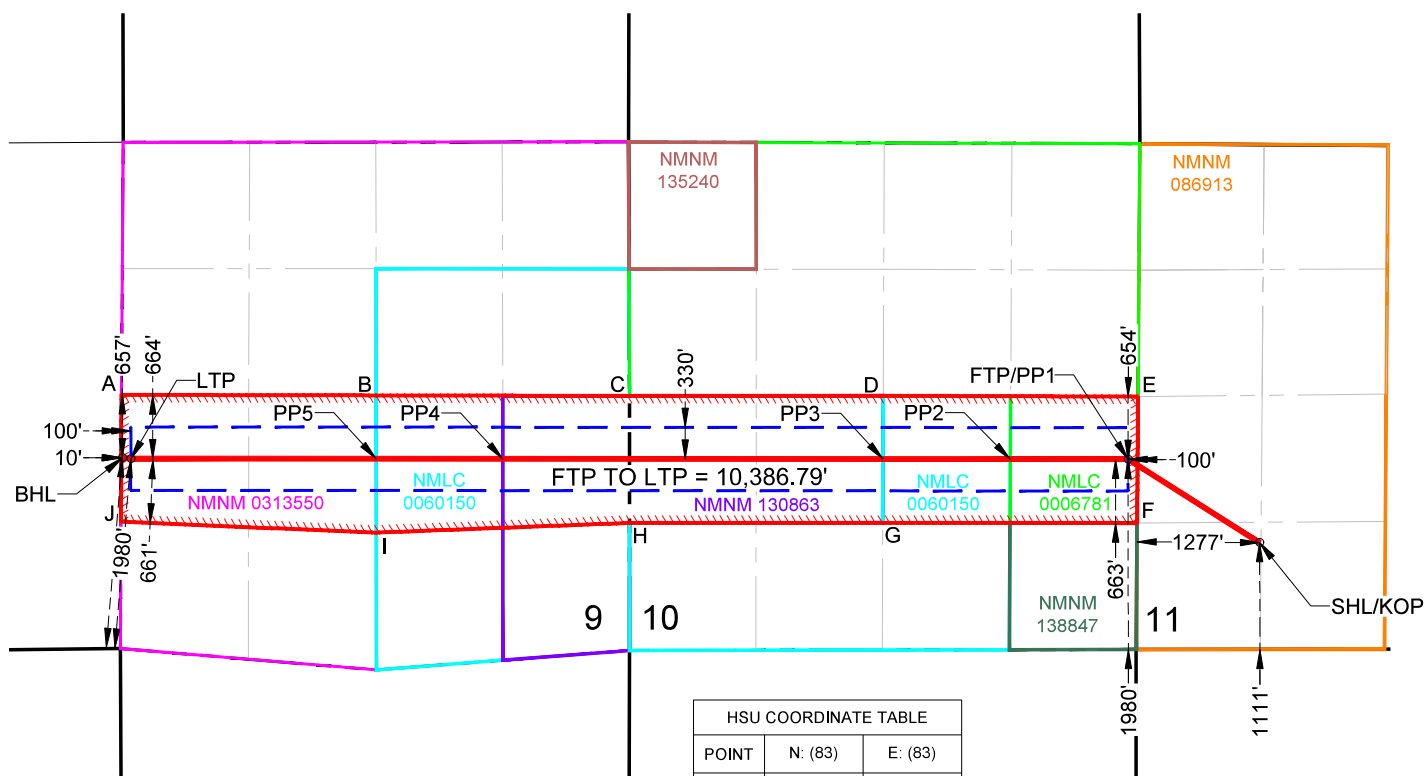 NMNM
135240
NMNM
086913
657'
664'
LTP
330'
654'
FTP/PP1
A
B
C
D
E
PP5
PP4
PP3
PP2
100'
10'
BHL
100'
FTP TO LTP = 10,386.79'
NMNM 0313550
NMLC
0060150
NMNM 130863
NMLC
0060150
NMLC
0006781
J
I
H
G
F
1980'
661'
663'
1277'
SHL/KOP
9
10
11
NMNM
138847
1980'
1111'
HSU COORDINATE TABLE
POINT
N: (83)
E: (83)